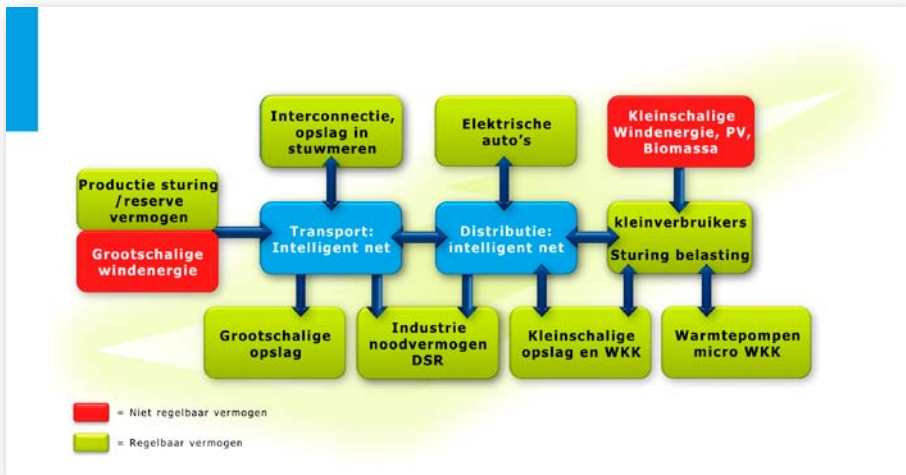 Interconnectie,
opslag in
stuwmeren
Elektrische
auto's
Kleinschalige
Windenergie, PV,
Biomassa
Productie sturing
/reserve
vermogen
Grootschalige
windenergie
Transport:
Intelligent net
Distributie:
intelligent net
kleinverbruikers
Sturing belasting
Grootschalige
opslag
Industrie
noodvermogen
DSR
Kleinschalige
opslag en WKK
Warmtepompen
micro WKK
= Niet regelbaar vermogen
= Regelbaar vermogen